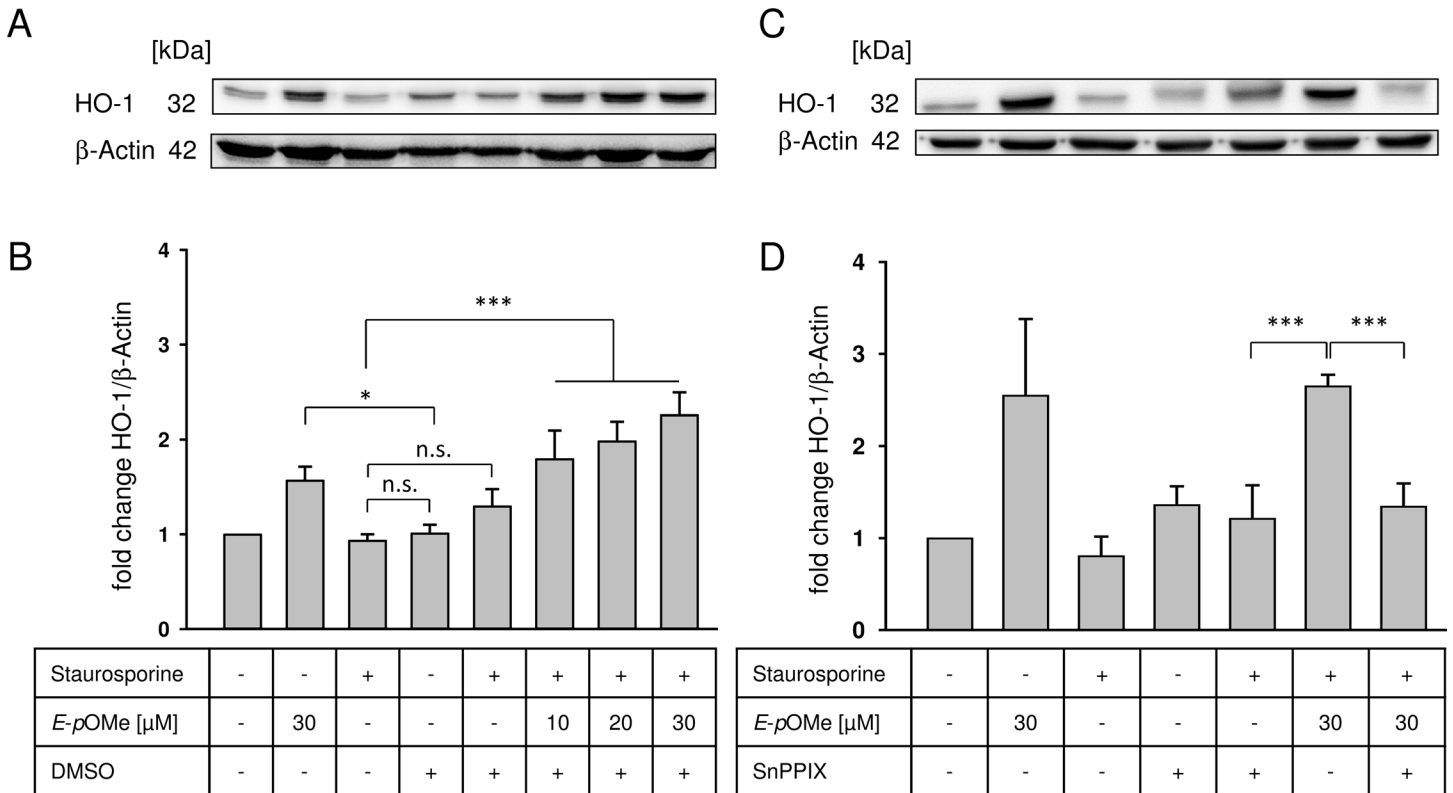 A
[kDa]
HO-1 32
β-Actin 42
C
[kDa]
HO-1 32
β-Actin 42
B
fold change HO-1/β-Actin
4
3
2
1
0
***
*
n.s.
n.s.
Staurosporine - - + - + + + +
E-pOMe [µM] - 30 - - - 10 20 30
DMSO - - - + + + + +
D
fold change HO-1/β-Actin
4
3
2
1
0
*** ***
Staurosporine - - + - + + +
E-pOMe [µM] - 30 - - - 30 30
SnPPIX - - - + + - +